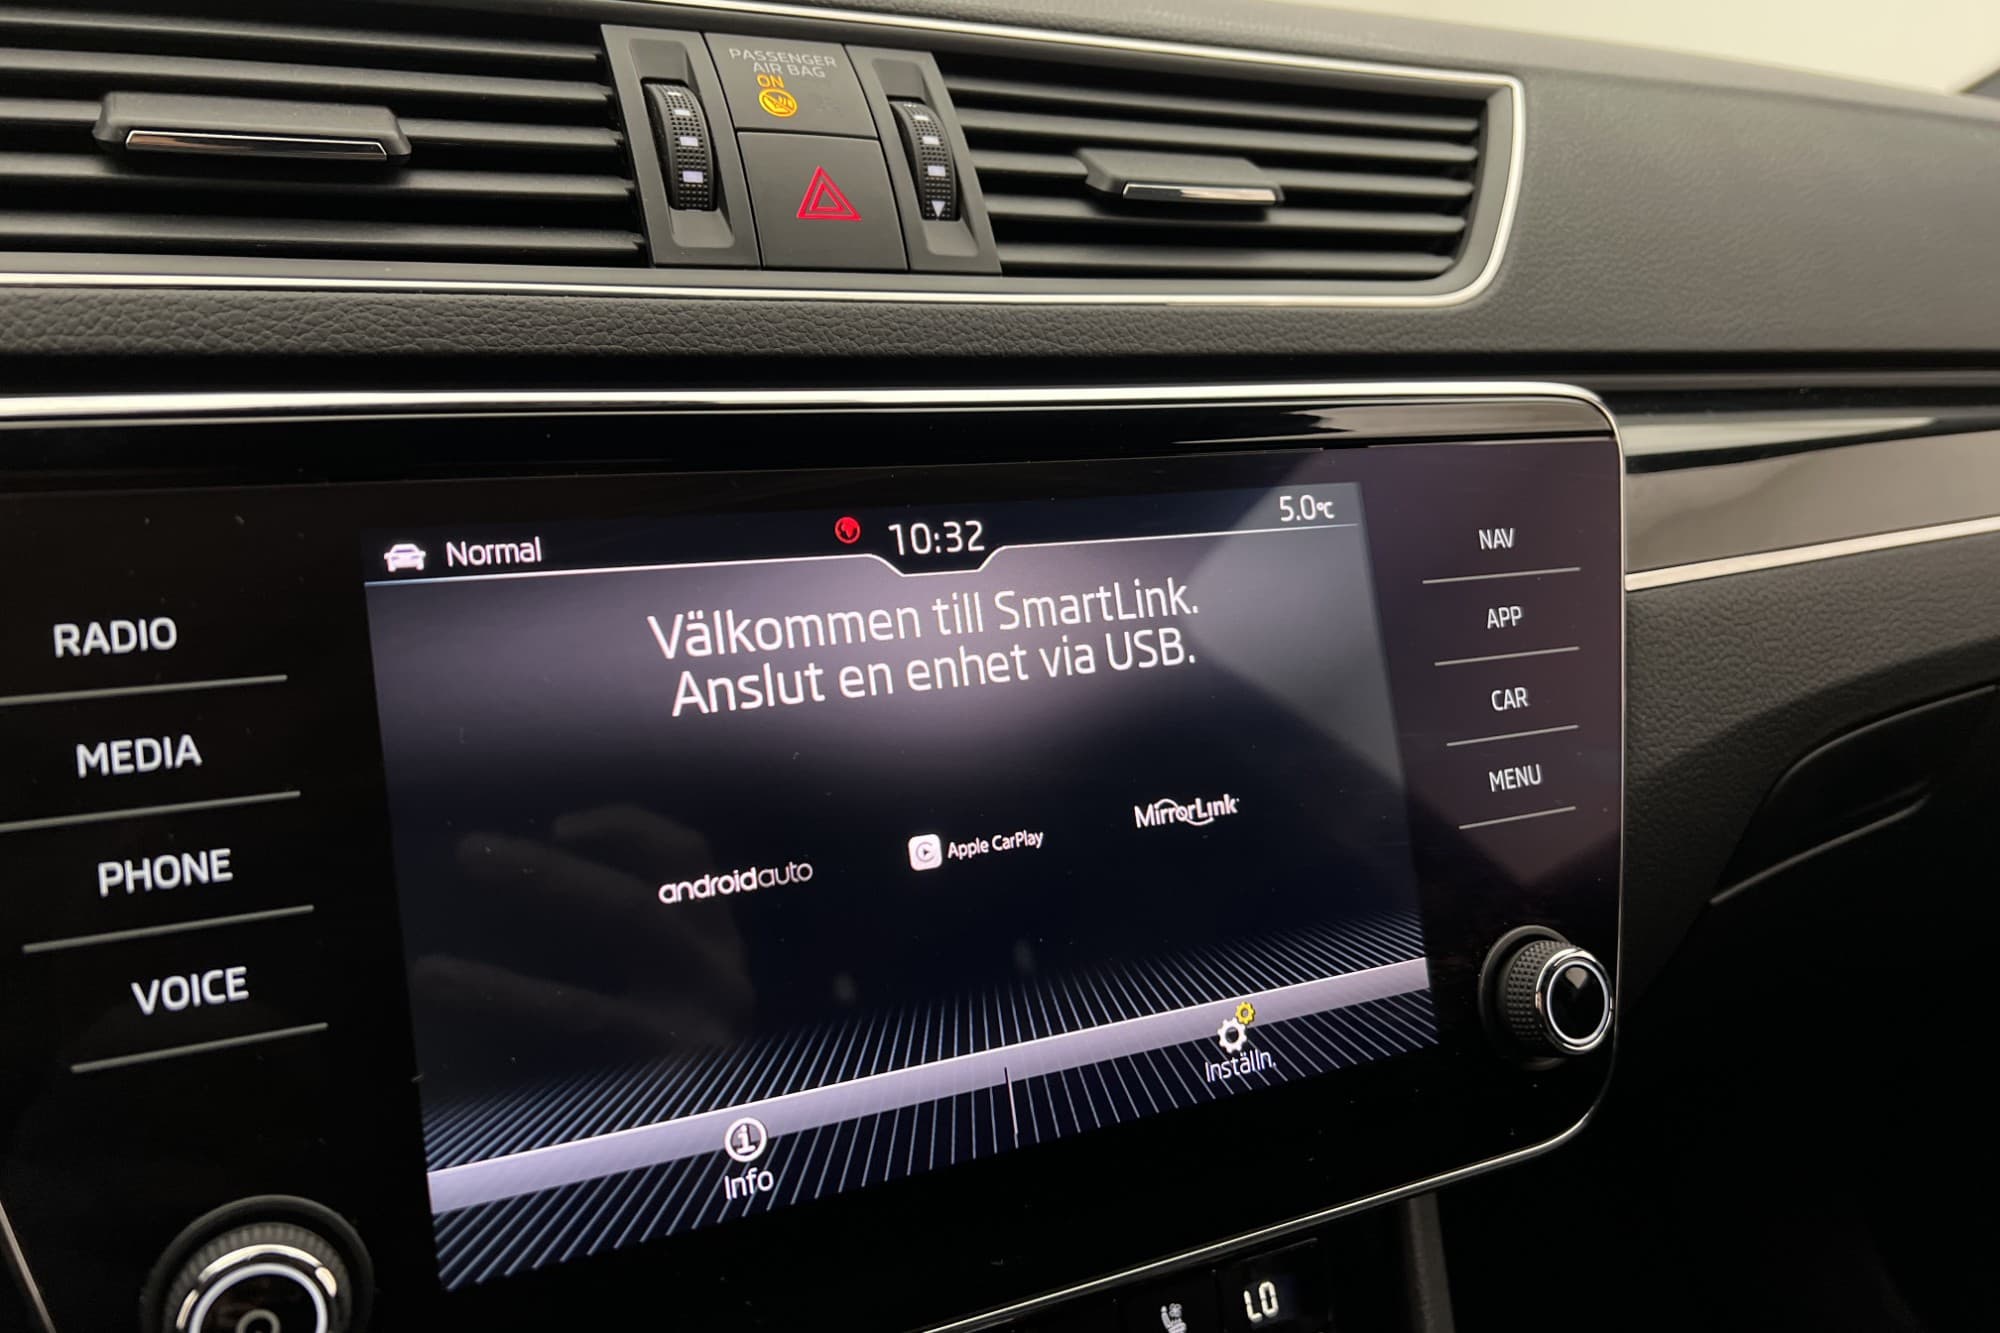 PASSENGER
AIR BAG
ON
Normal
10:32
5.0°C
Välkommen till SmartLink.
Anslut en enhet via USB.
androidauto
Apple CarPlay
MirrorLink
Info
Inställn.
RADIO
MEDIA
PHONE
VOICE
NAV
APP
CAR
MENU
LO